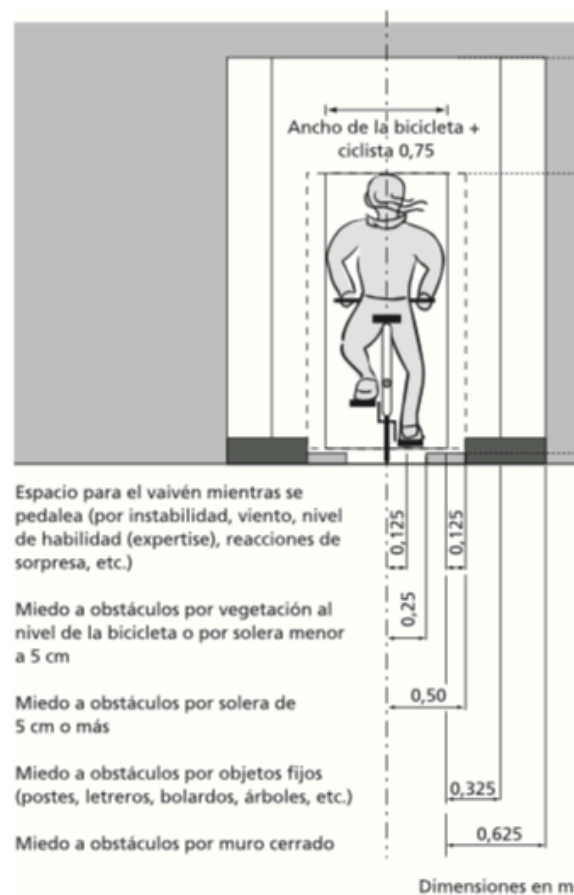 Ancho de la bicicleta +
ciclista 0,75
Espacio para el vaivén mientras se
pedalea (por instabilidad, viento, nivel
de habilidad (expertise), reacciones de
sorpresa, etc.)
0,125
0,125
Miedo a obstáculos por vegetación al
nivel de la bicicleta o por solera menor
a 5 cm
0,25
Miedo a obstáculos por solera de
5 cm o más
0,50
Miedo a obstáculos por objetos fijos
(postes, letreros, bolardos, árboles, etc.)
0,325
Miedo a obstáculos por muro cerrado
0,625
Dimensiones en m